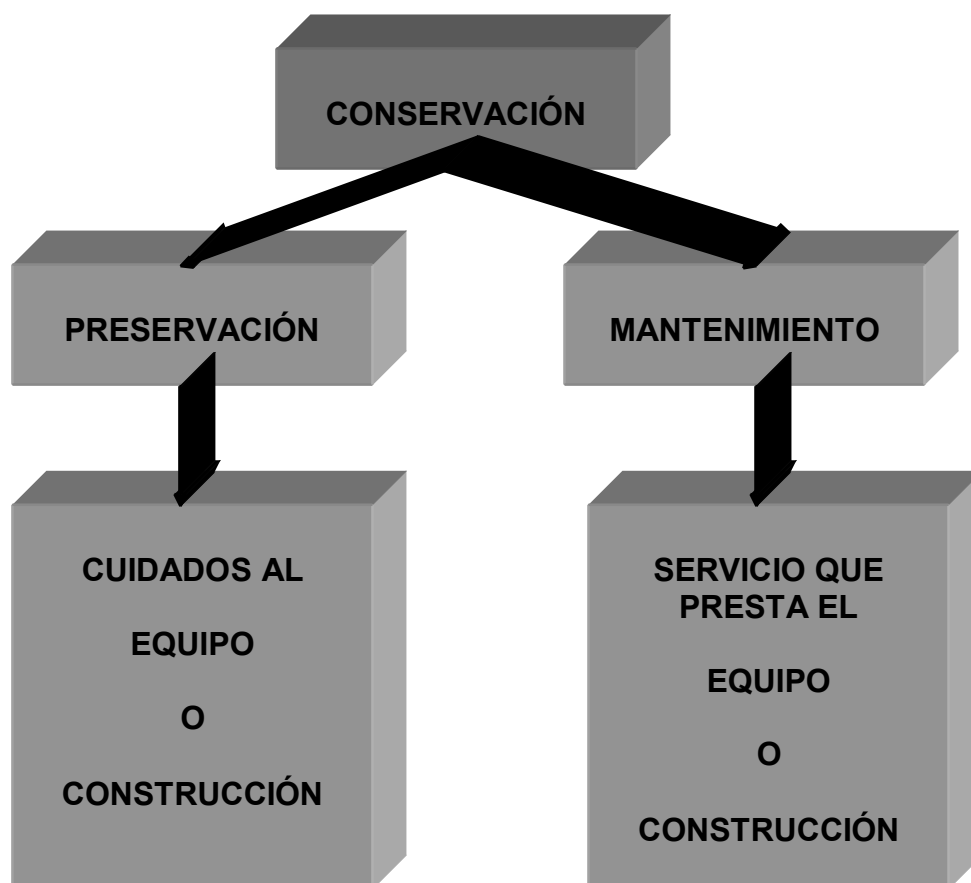 CONSERVACIÓN
PRESERVACIÓN
MANTENIMIENTO
CUIDADOS AL
EQUIPO
O
CONSTRUCCIÓN
SERVICIO QUE
PRESTA EL
EQUIPO
O
CONSTRUCCIÓN